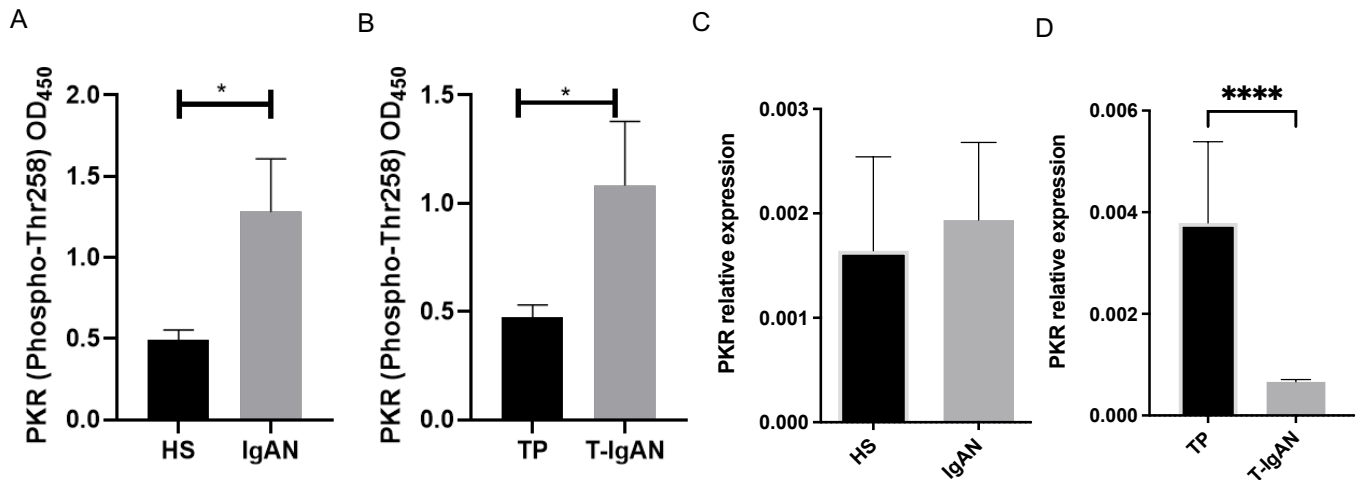 A
PKR (Phospho-Thr258) OD450
2.0
1.5
1.0
0.5
0.0
*
HS IgAN
B
PKR (Phospho-Thr258) OD450
1.5
1.0
0.5
0.0
*
TP T-IgAN
C
PKR relative expression
0.003
0.002
0.001
0.000
HS IgAN
D
PKR relative expression
0.006
0.004
0.002
0.000
****
TP T-IgAN